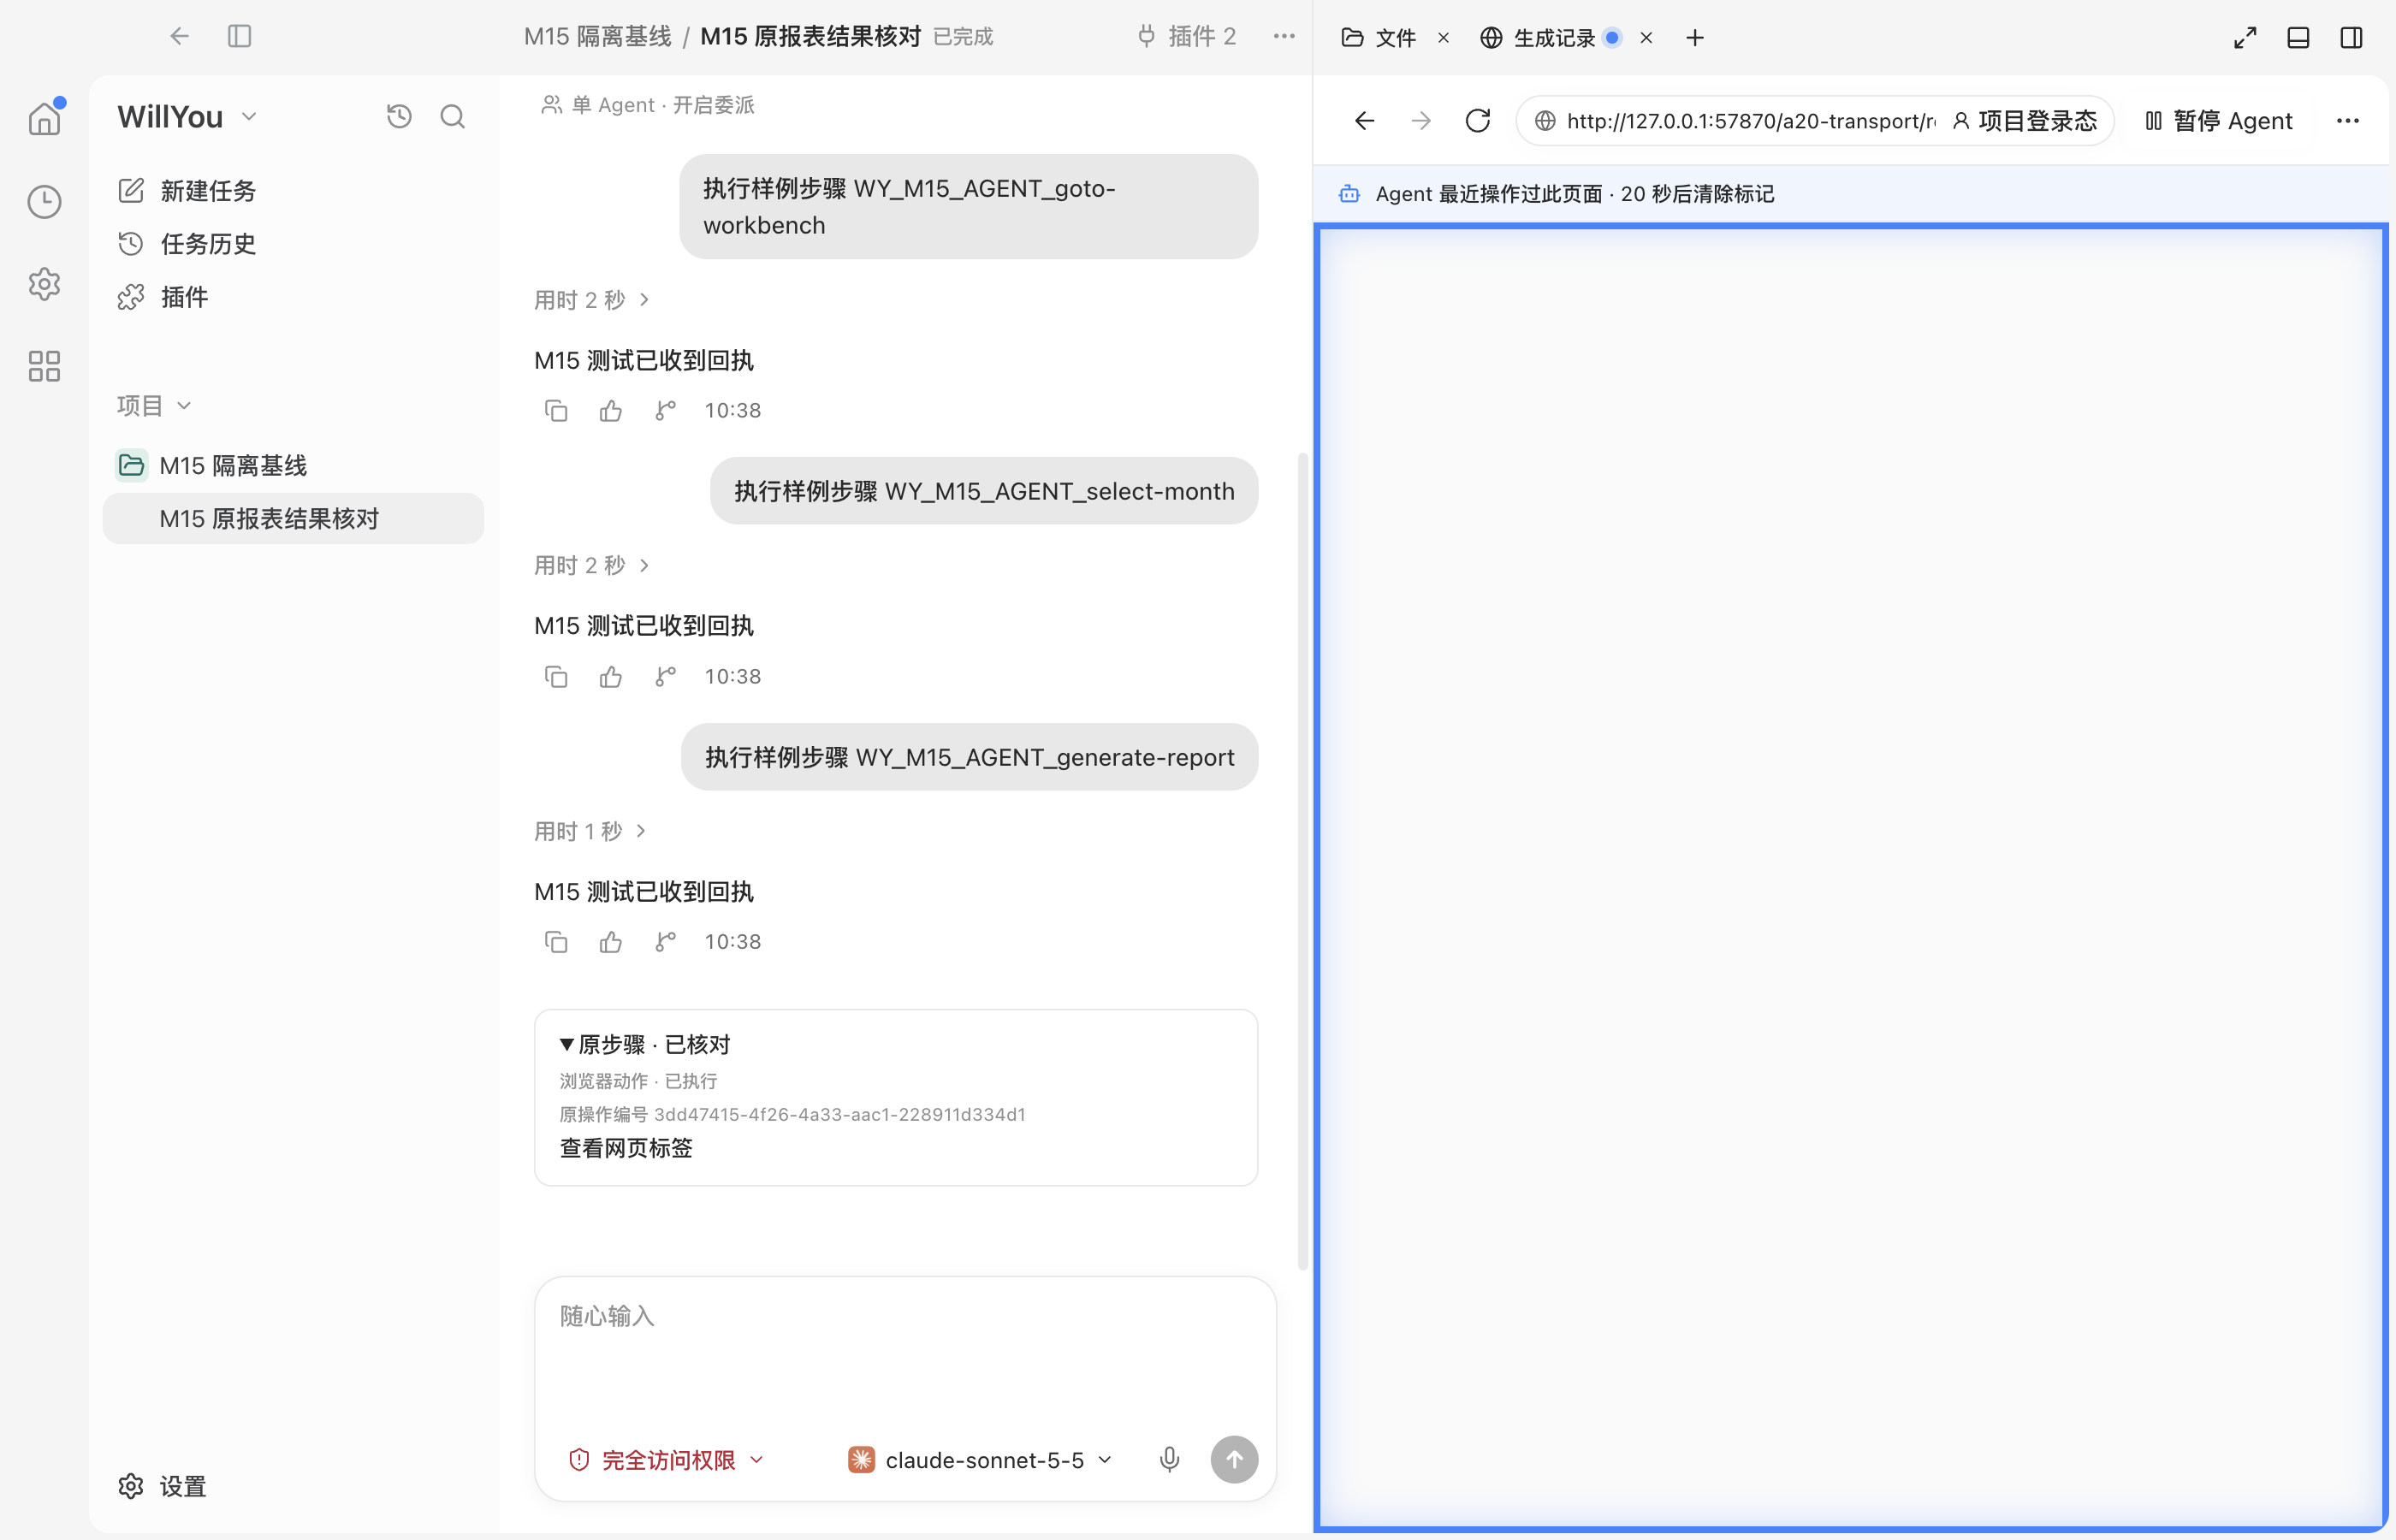 M15 隔离基线 / M15 原报表结果核对 已完成
插件 2
文件
生成记录
WillYou
新建任务
任务历史
插件
项目
M15 隔离基线
M15 原报表结果核对
设置
单 Agent · 开启委派
执行样例步骤 WY_M15_AGENT_goto-
workbench
用时 2 秒
M15 测试已收到回执
10:38
执行样例步骤 WY_M15_AGENT_select-month
用时 2 秒
M15 测试已收到回执
10:38
执行样例步骤 WY_M15_AGENT_generate-report
用时 1 秒
M15 测试已收到回执
10:38
原步骤 · 已核对
浏览器动作 · 已执行
原操作编号 3dd47415-4f26-4a33-aac1-228911d334d1
查看网页标签
随心输入
完全访问权限
claude-sonnet-5-5
http://127.0.0.1:57870/a20-transport/r
项目登录态
暂停 Agent
Agent 最近操作过此页面 · 20 秒后清除标记